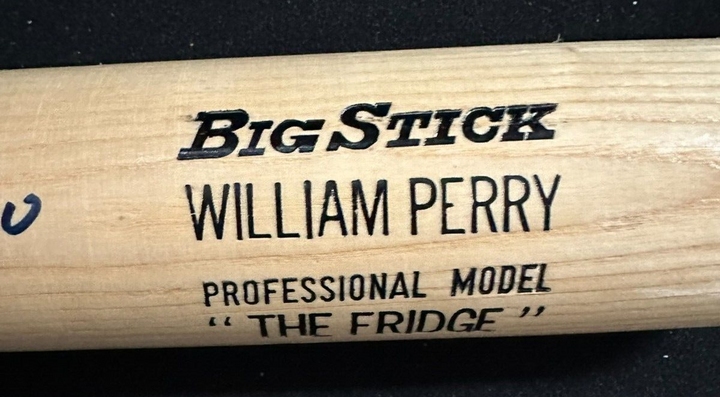 BIG STICK
WILLIAM PERRY
PROFESSIONAL MODEL
“ THE FRIDGE ”